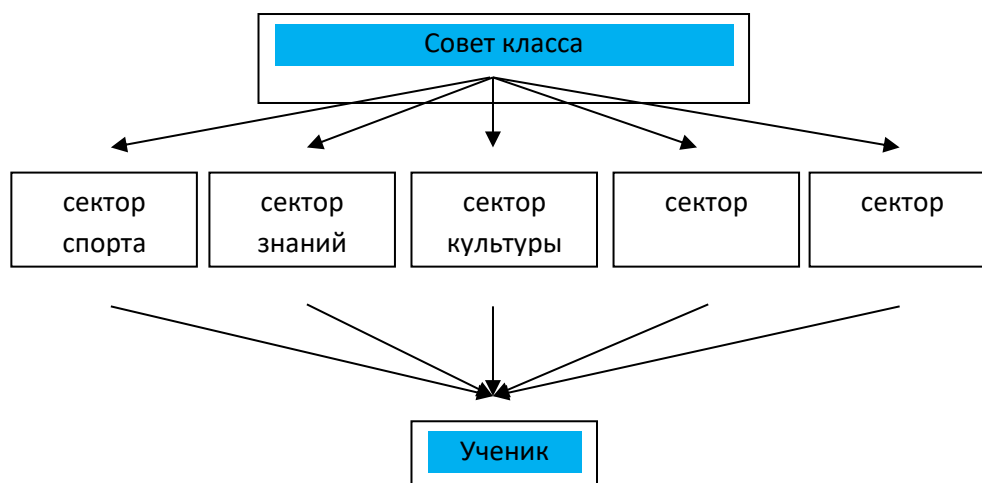 Совет класса
сектор
спорта
сектор
знаний
сектор
культуры
сектор
сектор
Ученик